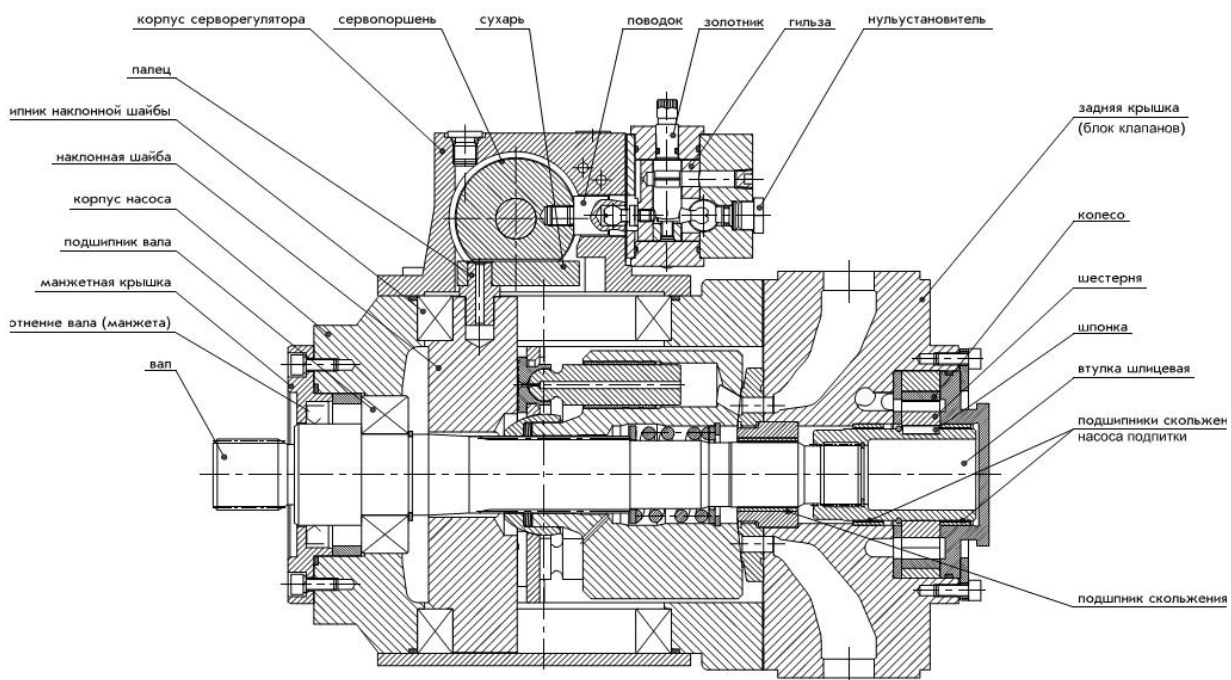 корпус серворегулятора
сервопоршень
сухарь
поводок
золотник
гильза
нульустановитель
палец
ипник наклонной шайбы
наклонная шайба
корпус насоса
подшипник вала
манжетная крышка
отнение вала (манжета)
вал
задняя крышка
(блок клапанов)
колесо
шестерня
шпонка
втулка шлицевая
подшипники скольжен
насоса подпитки
подшпник скольжения